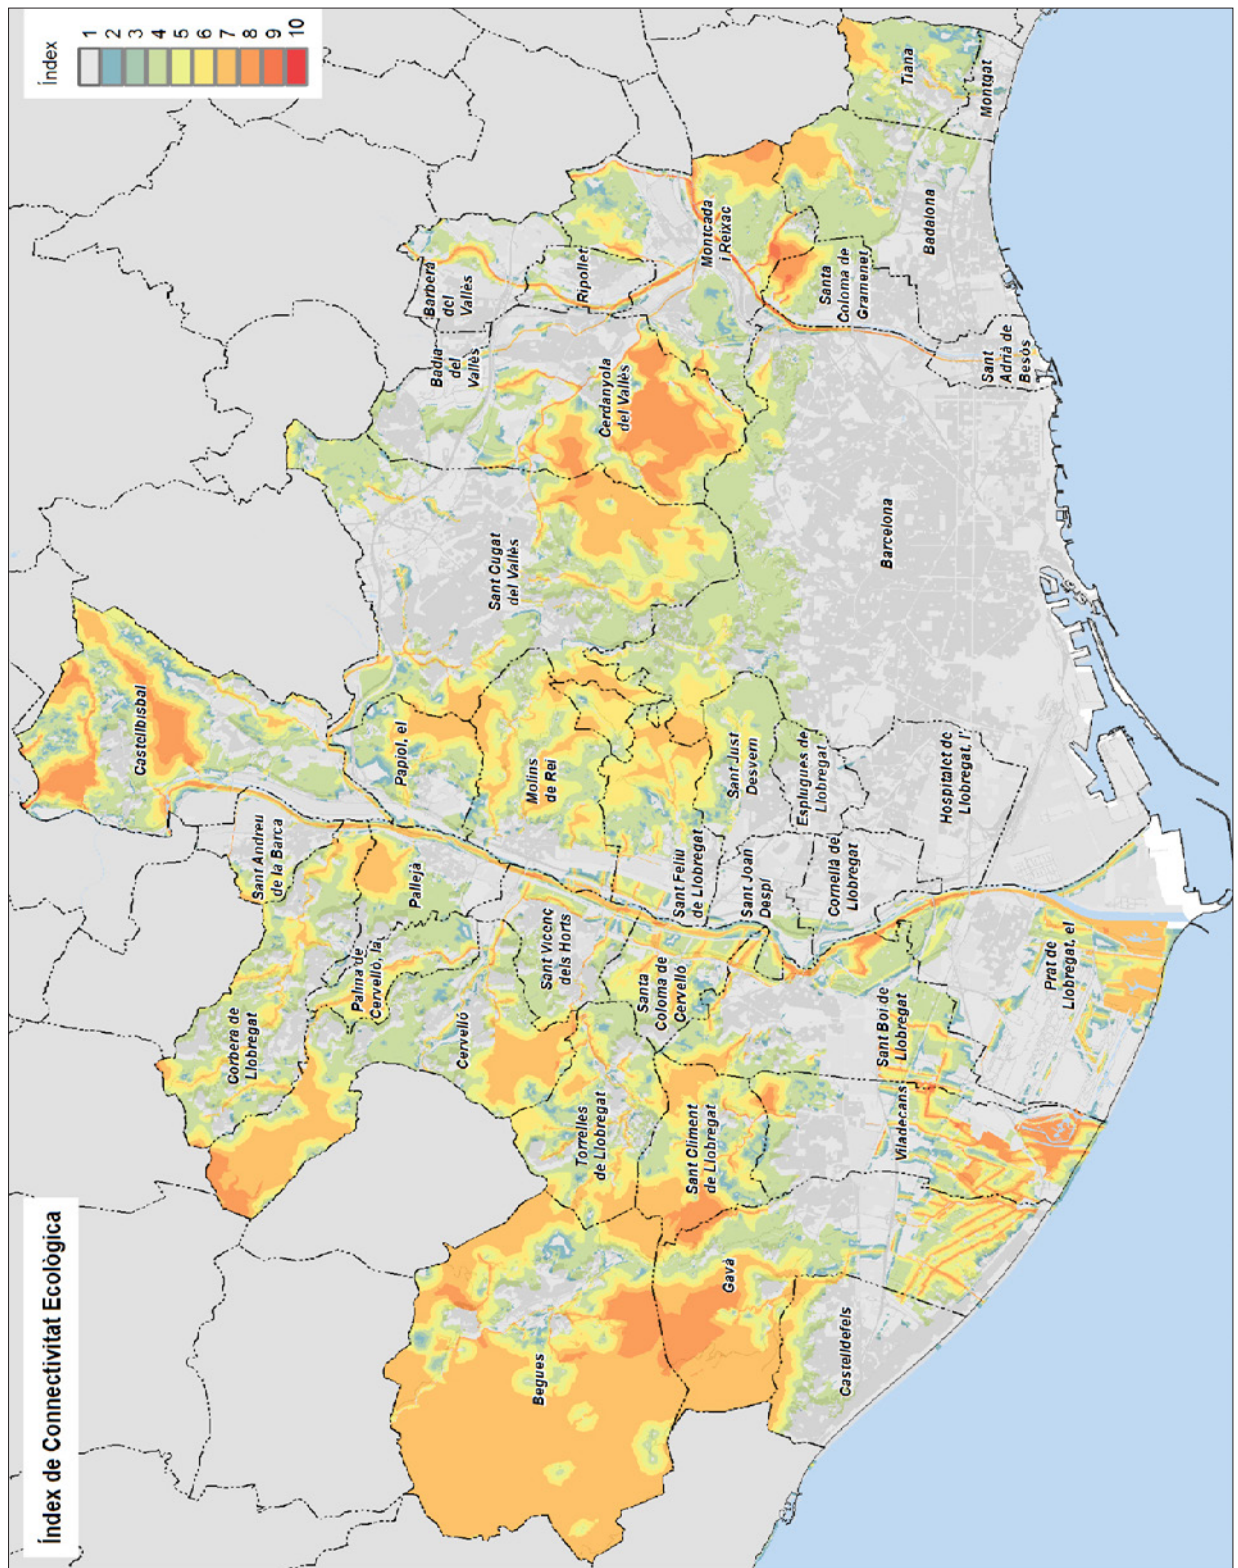 Índex de Connectivitat Ecològica
Índex
1
2
3
4
5
6
7
8
9
10
Castellbisbal
Sant Andreu
de la Barca
Papiol, el
Pallejà
Corbera de
Llobregat
Palma de
Cervelló, la
Cervelló
Sant Vicenç
dels Horts
Molins
de Rei
Sant Cugat
del Vallès
Badia
del
Vallès
Barberà
del
Vallès
Ripollet
Cerdanyola
del Vallès
Montcada
i Reixac
Tiana
Montgat
Badalona
Santa
Coloma de
Gramenet
Sant
Adrià de
Besòs
Barcelona
Begues
Torrelles
de Llobregat
Santa
Coloma de
Cervelló
Sant Feliu
de Llobregat
Sant Just
Desvern
Sant Joan
Despí
Esplugues de
Llobregat
Cornellà de
Llobregat
Hospitalet de
Llobregat, l'
Gavà
Sant Climent
de Llobregat
Castelldefels
Viladecans
Sant Boi de
Llobregat
Prat de
Llobregat, el